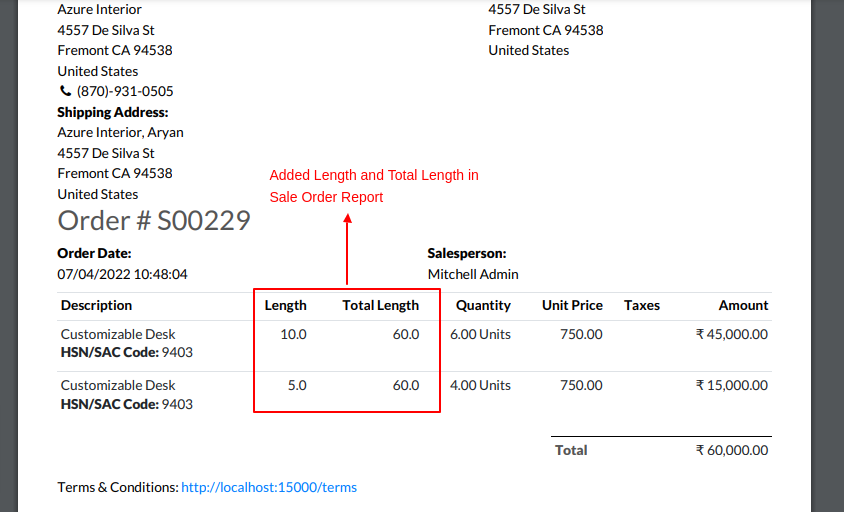 Azure Interior
4557 De Silva St
Fremont CA 94538
United States
(870)-931-0505
4557 De Silva St
Fremont CA 94538
United States
Shipping Address:
Azure Interior, Aryan
4557 De Silva St
Fremont CA 94538
United States
Added Length and Total Length in
Sale Order Report
Order # S00229
Order Date:
07/04/2022 10:48:04
Salesperson:
Mitchell Admin
Description Length Total Length Quantity Unit Price Taxes Amount
Customizable Desk 10.0 60.0 6.00 Units 750.00 ₹ 45,000.00
HSN/SAC Code: 9403
Customizable Desk 5.0 60.0 4.00 Units 750.00 ₹ 15,000.00
HSN/SAC Code: 9403
Total ₹ 60,000.00
Terms & Conditions: http://localhost:15000/terms